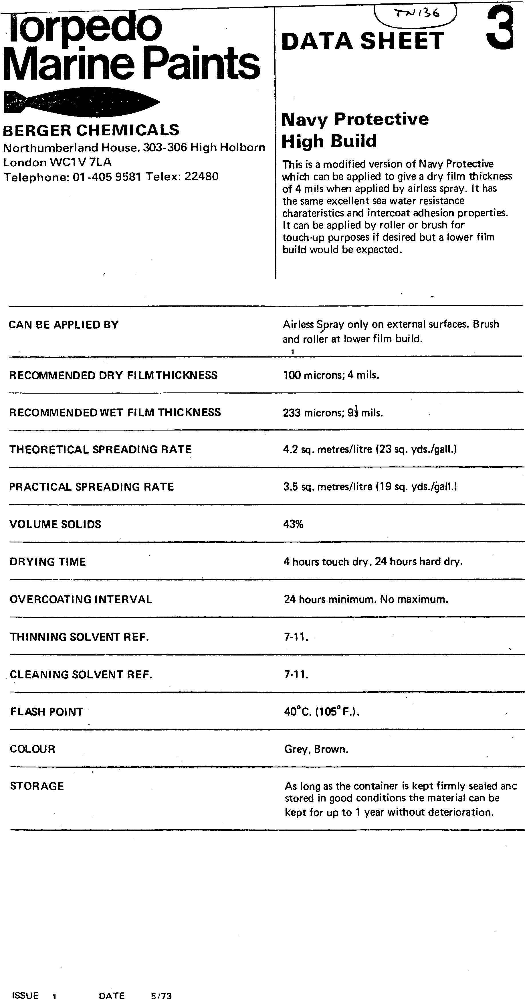 Torpedo
Marine Paints
BERGER CHEMICALS
Northumberland House, 303-306 High Holborn
London WC1V 7LA
Telephone: 01-405 9581 Telex: 22480
TN136
DATA SHEET 3
Navy Protective
High Build
This is a modified version of Navy Protective
which can be applied to give a dry film thickness
of 4 mils when applied by airless spray. It has
the same excellent sea water resistance
charateristics and intercoat adhesion properties.
It can be applied by roller or brush for
touch-up purposes if desired but a lower film
build would be expected.
CAN BE APPLIED BY Airless Spray only on external surfaces. Brush
and roller at lower film build.
1
RECOMMENDED DRY FILM THICKNESS 100 microns; 4 mils.
RECOMMENDED WET FILM THICKNESS 233 microns; 9⅓ mils.
THEORETICAL SPREADING RATE 4.2 sq. metres/litre (23 sq. yds./gall.)
PRACTICAL SPREADING RATE 3.5 sq. metres/litre (19 sq. yds./gall.)
VOLUME SOLIDS 43%
DRYING TIME 4 hours touch dry. 24 hours hard dry.
OVERCOATING INTERVAL 24 hours minimum. No maximum.
THINNING SOLVENT REF. 7-11.
CLEANING SOLVENT REF. 7-11.
FLASH POINT 40°C. (105°F.).
COLOUR Grey, Brown.
STORAGE As long as the container is kept firmly sealed anc
stored in good conditions the material can be
kept for up to 1 year without deterioration.
ISSUE 1 DATE 5/73